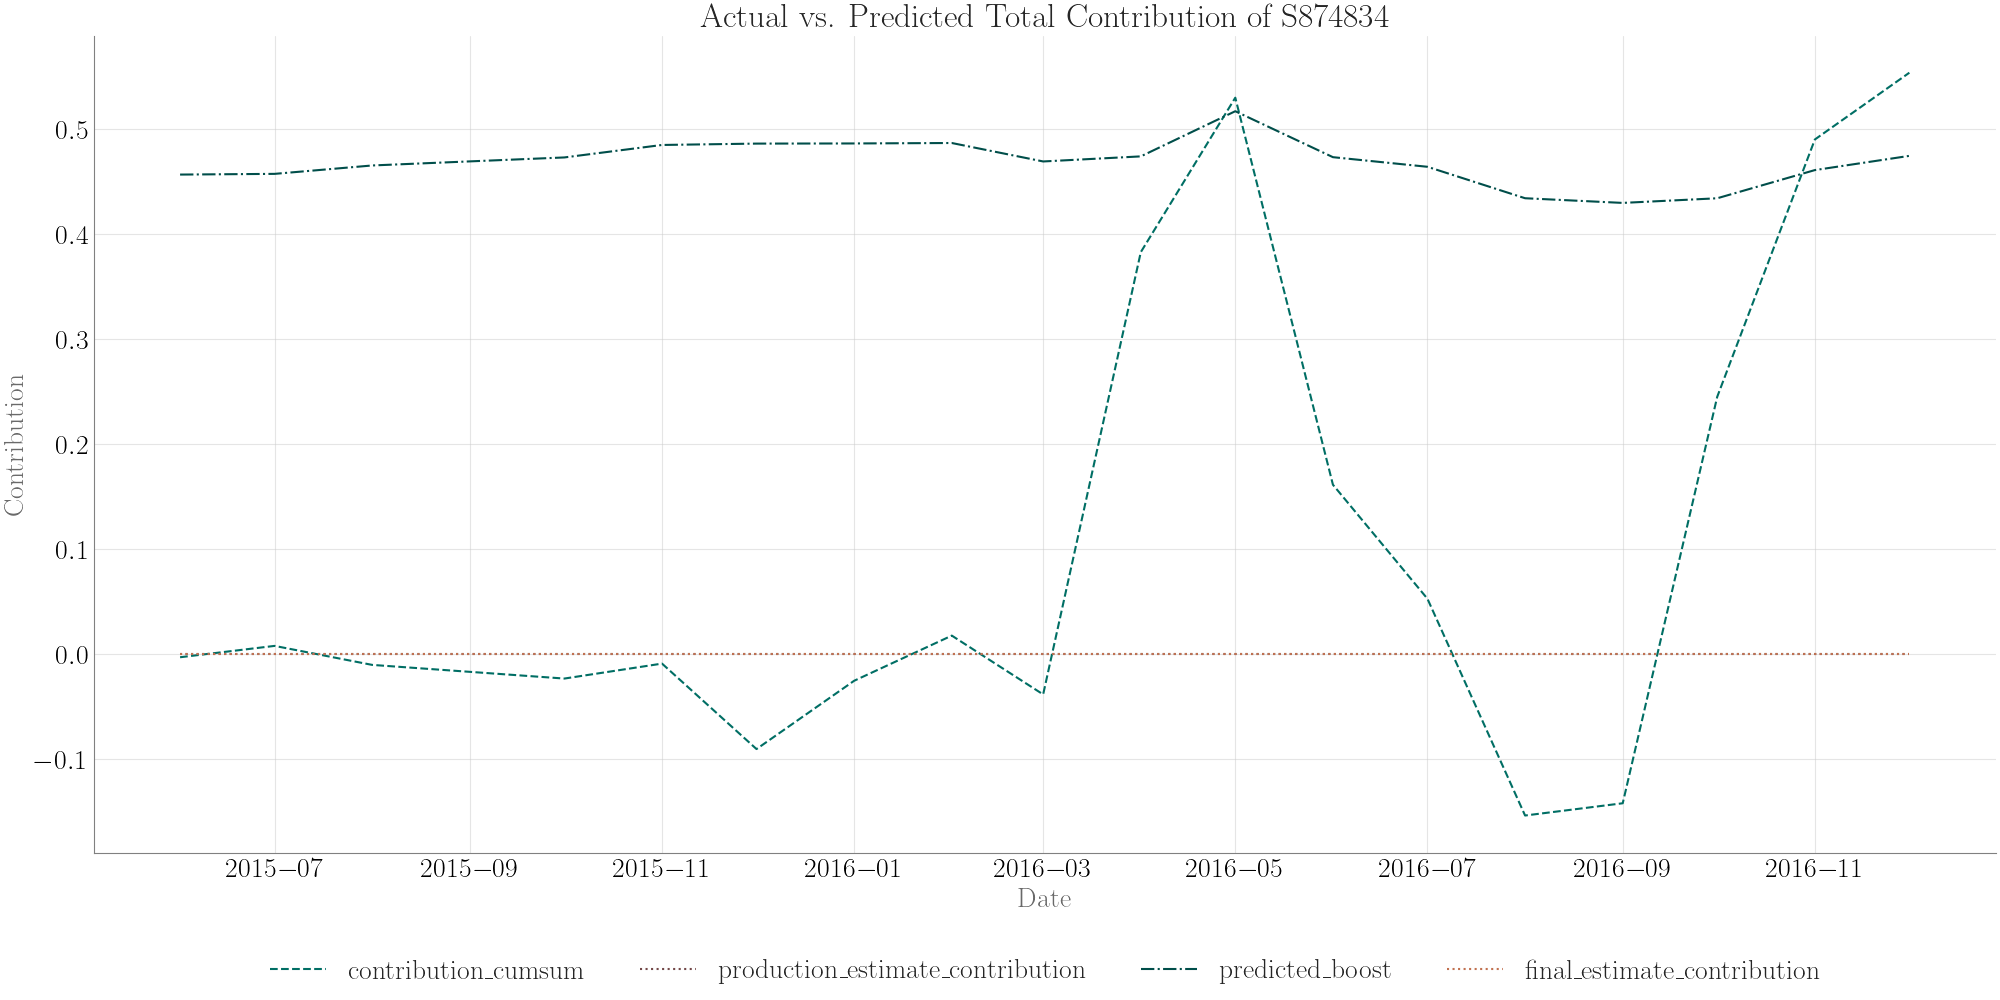 Actual vs. Predicted Total Contribution of S874834
Contribution
0.5
0.4
0.3
0.2
0.1
0.0
−0.1
2015−07 2015−09 2015−11 2016−01 2016−03 2016−05 2016−07 2016−09 2016−11
Date
contribution_cumsum production_estimate_contribution predicted_boost final_estimate_contribution